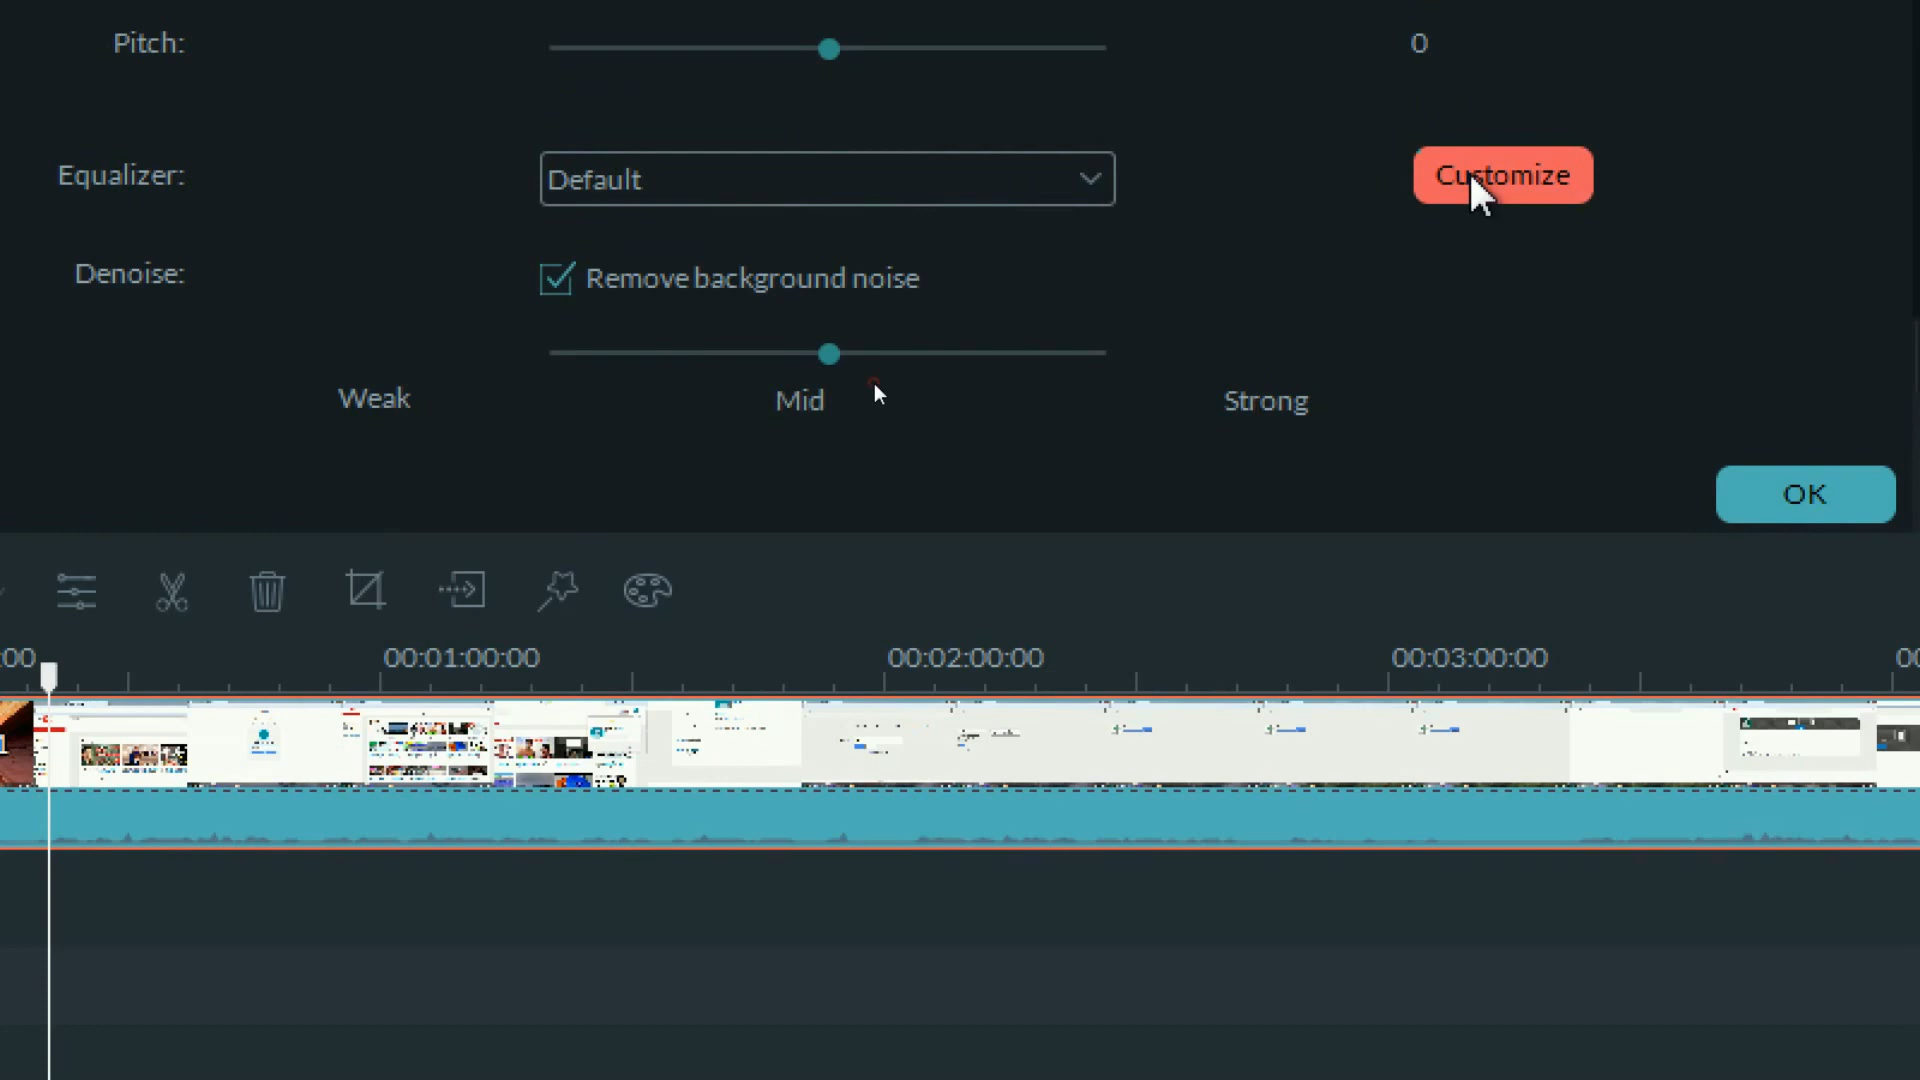 Pitch: 0
Equalizer: Default Customize
Denoise: Remove background noise
Weak Mid Strong
OK
:00 00:01:00:00 00:02:00:00 00:03:00:00 00